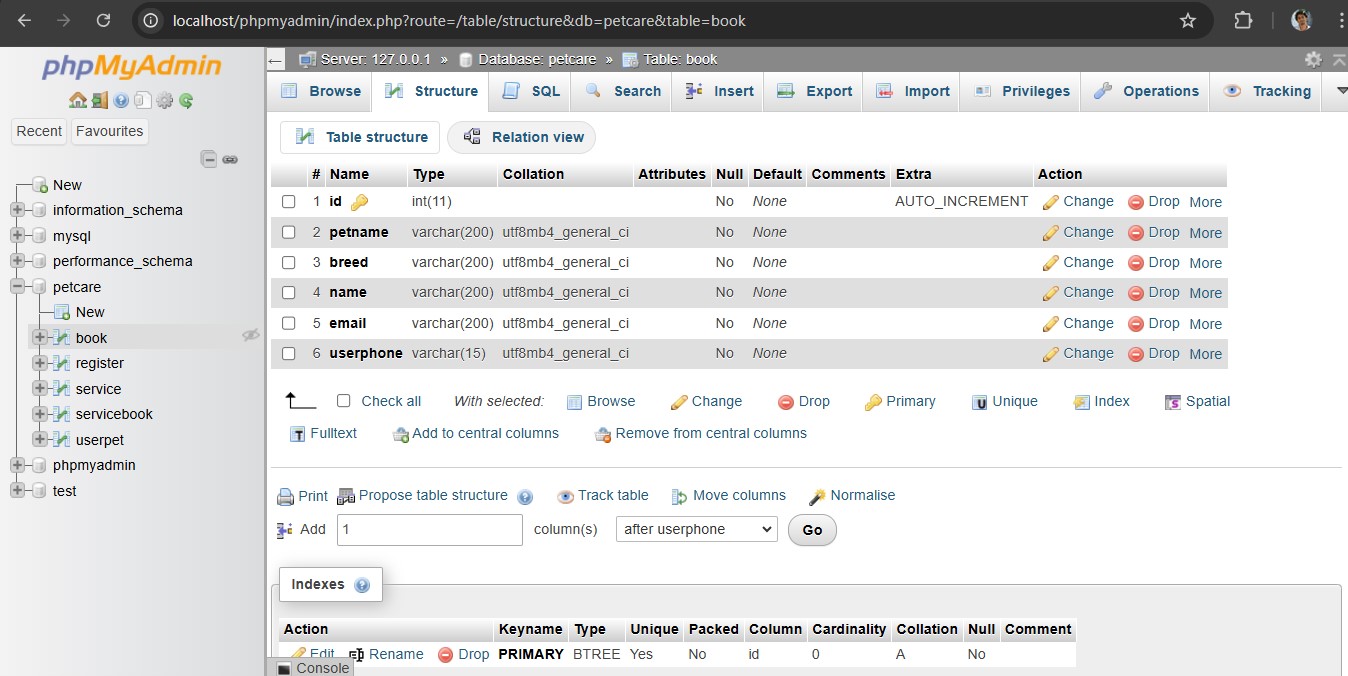 localhost/phpmyadmin/index.php?route=/table/structure&db=petcare&table=book
phpMyAdmin
Recent Favourites
New
information_schema
mysql
performance_schema
petcare
New
book
register
service
servicebook
userpet
phpmyadmin
test
Server: 127.0.0.1 » Database: petcare » Table: book
Browse Structure SQL Search Insert Export Import Privileges Operations Tracking
Table structure Relation view
# Name Type Collation Attributes Null Default Comments Extra Action
1 id int(11) No None AUTO_INCREMENT Change Drop More
2 petname varchar(200) utf8mb4_general_ci No None Change Drop More
3 breed varchar(200) utf8mb4_general_ci No None Change Drop More
4 name varchar(200) utf8mb4_general_ci No None Change Drop More
5 email varchar(200) utf8mb4_general_ci No None Change Drop More
6 userphone varchar(15) utf8mb4_general_ci No None Change Drop More
Check all With selected: Browse Change Drop Primary Unique Index Spatial
Fulltext Add to central columns Remove from central columns
Print Propose table structure Track table Move columns Normalise
Add 1 column(s) after userphone Go
Indexes
Action Keyname Type Unique Packed Column Cardinality Collation Null Comment
Edit Rename Drop PRIMARY BTREE Yes No id 0 A No
Console